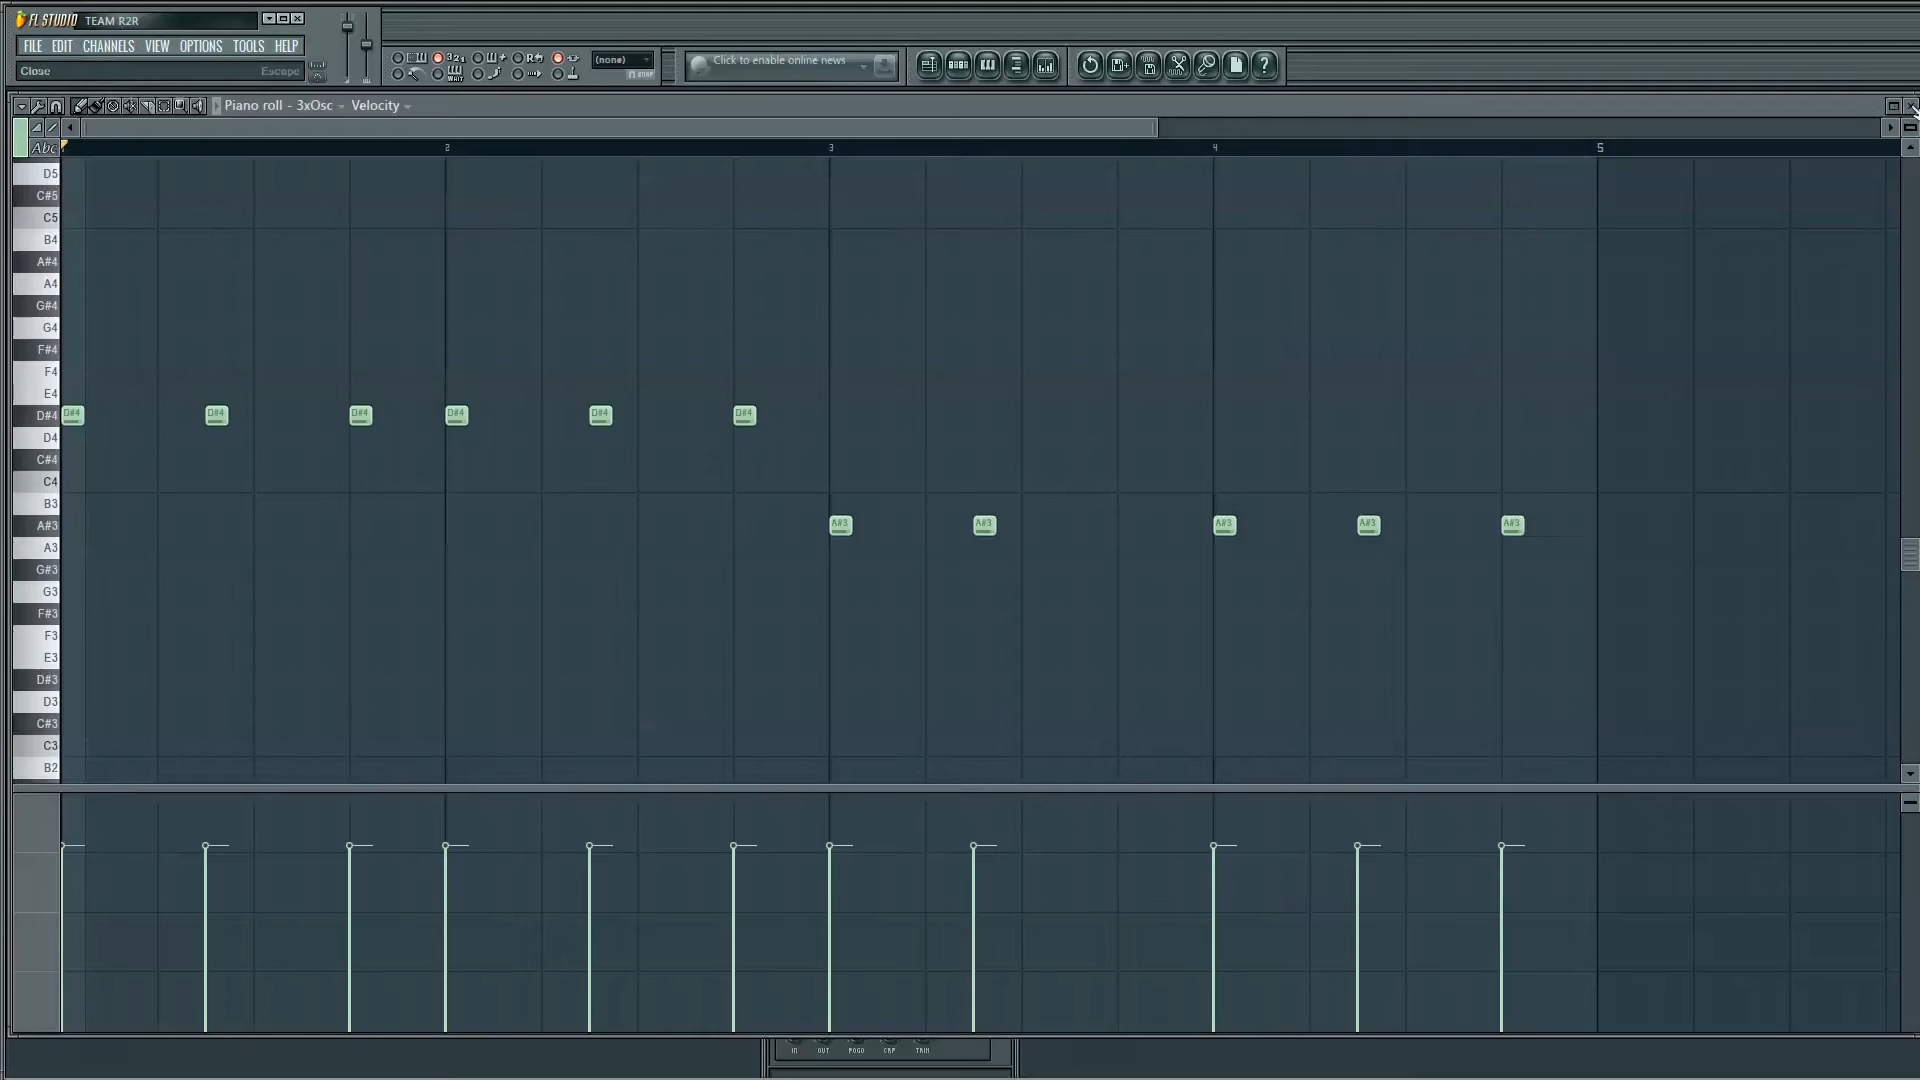 FL STUDIO TEAM R2R
FILE EDIT CHANNELS VIEW OPTIONS TOOLS HELP
Close Escape
(none)
Click to enable online news
Piano roll - 3xOsc Velocity
Abc
2 3 4 5
D5
C#5
C5
B4
A#4
A4
G#4
G4
F#4
F4
E4
D#4 D#4 D#4 D#4 D#4 D#4 D#4
D4
C#4
C4
B3
A#3 A#3 A#3 A#3 A#3 A#3
A3
G#3
G3
F#3
F3
E3
D#3
D3
C#3
C3
B2
IN OUT POGO CRP TRIM